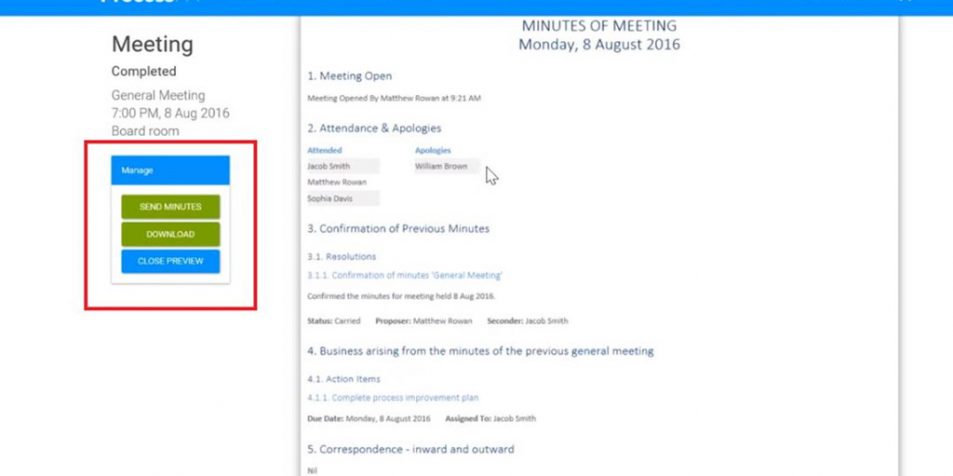 Meeting
Completed
General Meeting
7:00 PM, 8 Aug 2016
Board room
Manage
SEND MINUTES
DOWNLOAD
CLOSE PREVIEW
MINUTES OF MEETING
Monday, 8 August 2016
1. Meeting Open
Meeting Opened By Matthew Rowan at 9:21 AM
2. Attendance & Apologies
Attended Apologies
Jacob Smith William Brown
Matthew Rowan
Sophia Davis
3. Confirmation of Previous Minutes
3.1. Resolutions
3.1.1. Confirmation of minutes 'General Meeting'
Confirmed the minutes for meeting held 8 Aug 2016.
Status: Carried Proposer: Matthew Rowan Seconder: Jacob Smith
4. Business arising from the minutes of the previous general meeting
4.1. Action Items
4.1.1. Complete process improvement plan
Due Date: Monday, 8 August 2016 Assigned To: Jacob Smith
5. Correspondence - inward and outward
Nil